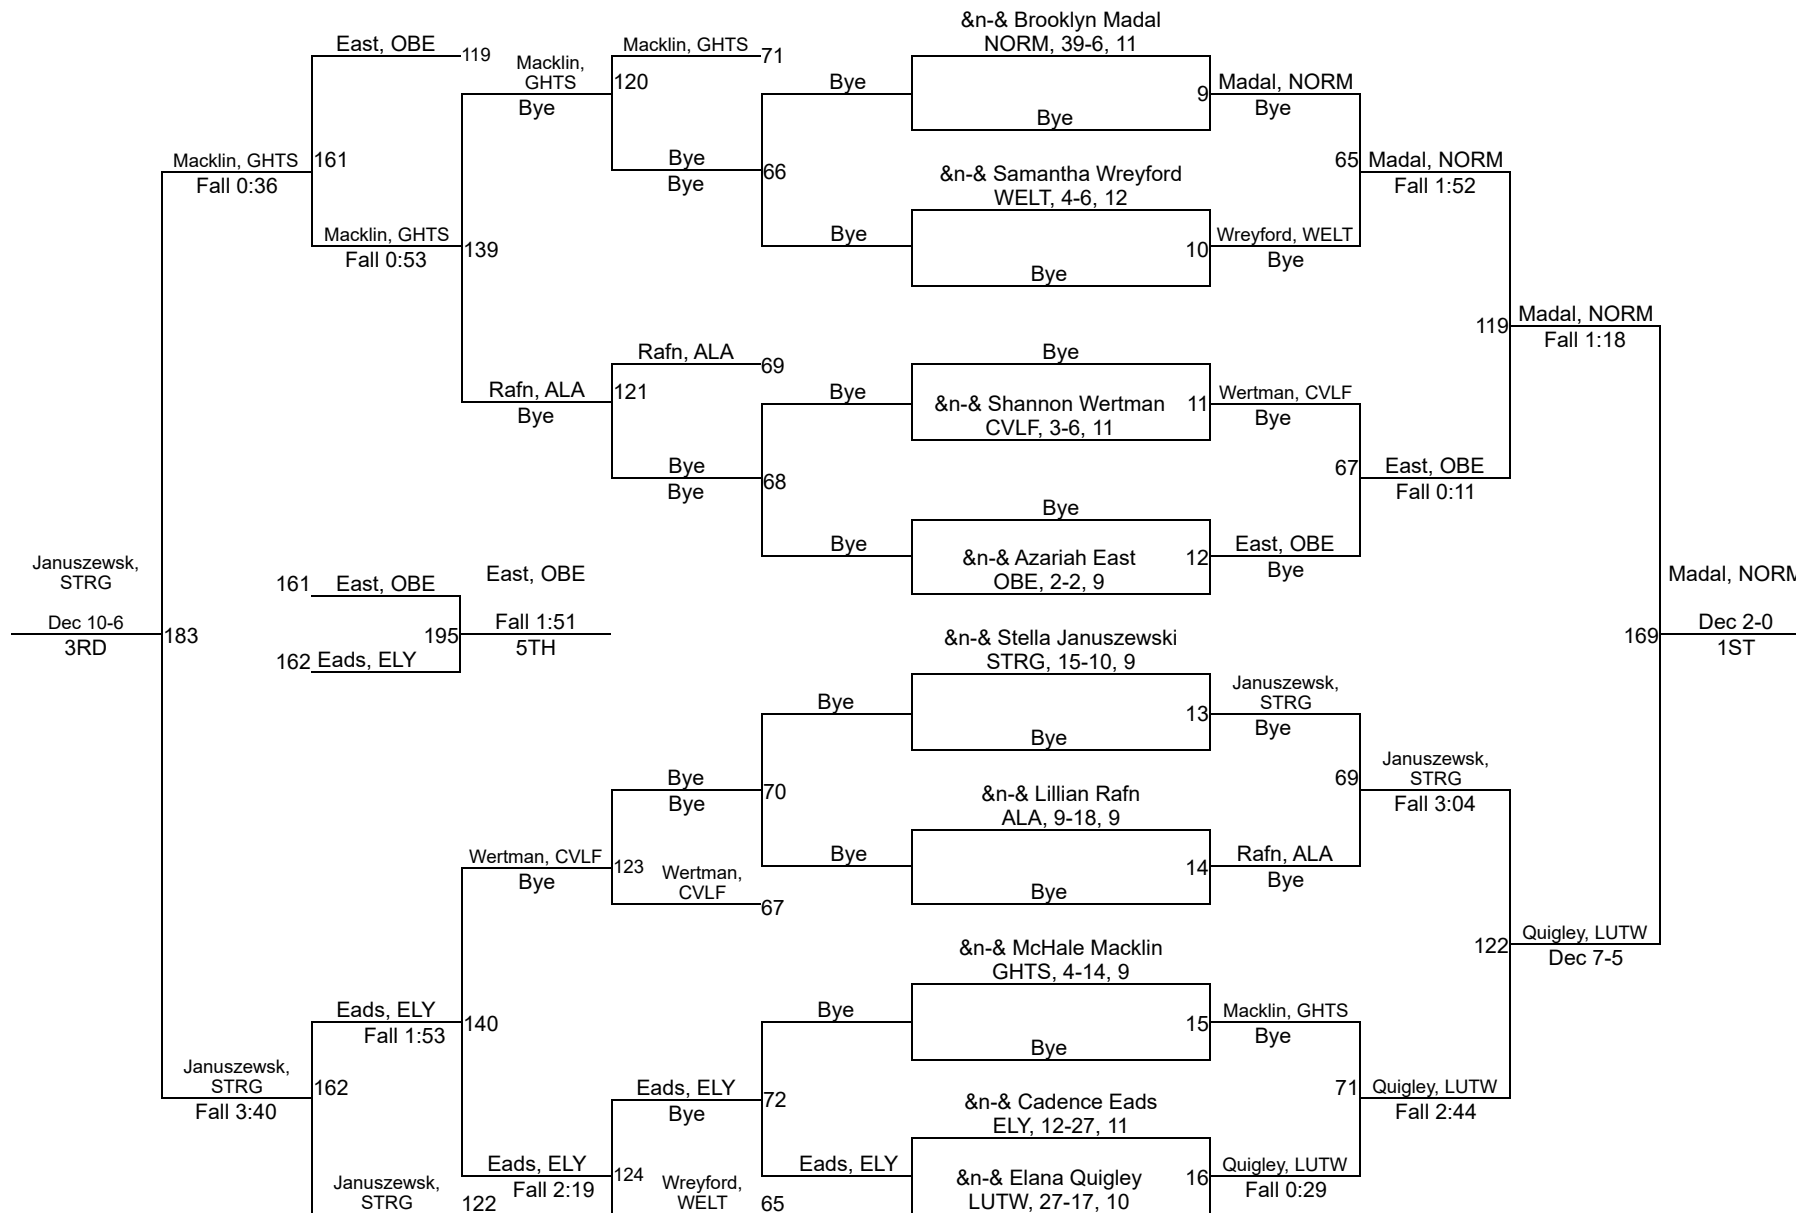 &n-& Brooklyn Madal
NORM, 39-6, 11
East, OBE
119
Macklin,
GHTS
Bye
Macklin, GHTS
71
120
Bye
Bye
9
Madal, NORM
Bye
Macklin, GHTS
Fall 0:36
161
Bye
Bye
66
&n-& Samantha Wreyford
WELT, 4-6, 12
65
Madal, NORM
Fall 1:52
Macklin, GHTS
Fall 0:53
139
Bye
Bye
10
Wreyford, WELT
Bye
119
Madal, NORM
Fall 1:18
Rafn, ALA
69
Bye
Rafn, ALA
Bye
121
Bye
&n-& Shannon Wertman
CVLF, 3-6, 11
11
Wertman, CVLF
Bye
Bye
Bye
68
67
East, OBE
Fall 0:11
Bye
Bye
&n-& Azariah East
OBE, 2-2, 9
12
East, OBE
Bye
Januszewsk,
STRG
Dec 10-6
3RD
183
161
East, OBE
162
Eads, ELY
195
East, OBE
Fall 1:51
5TH
Madal, NORM
Dec 2-0
1ST
169
&n-& Stella Januszewski
STRG, 15-10, 9
Bye
Bye
13
Januszewsk,
STRG
Bye
Bye
Bye
70
&n-& Lillian Rafn
ALA, 9-18, 9
69
Januszewsk,
STRG
Fall 3:04
Wertman, CVLF
Bye
123
Wertman,
CVLF
67
Bye
Bye
14
Rafn, ALA
Bye
122
Quigley, LUTW
Dec 7-5
&n-& McHale Macklin
GHTS, 4-14, 9
Eads, ELY
Fall 1:53
140
Bye
Bye
15
Macklin, GHTS
Bye
Januszewsk,
STRG
Fall 3:40
162
Eads, ELY
Bye
72
&n-& Cadence Eads
ELY, 12-27, 11
71
Quigley, LUTW
Fall 2:44
Januszewsk,
STRG
122
Eads, ELY
Fall 2:19
124
Wreyford,
WELT
65
Eads, ELY
&n-& Elana Quigley
LUTW, 27-17, 10
16
Quigley, LUTW
Fall 0:29